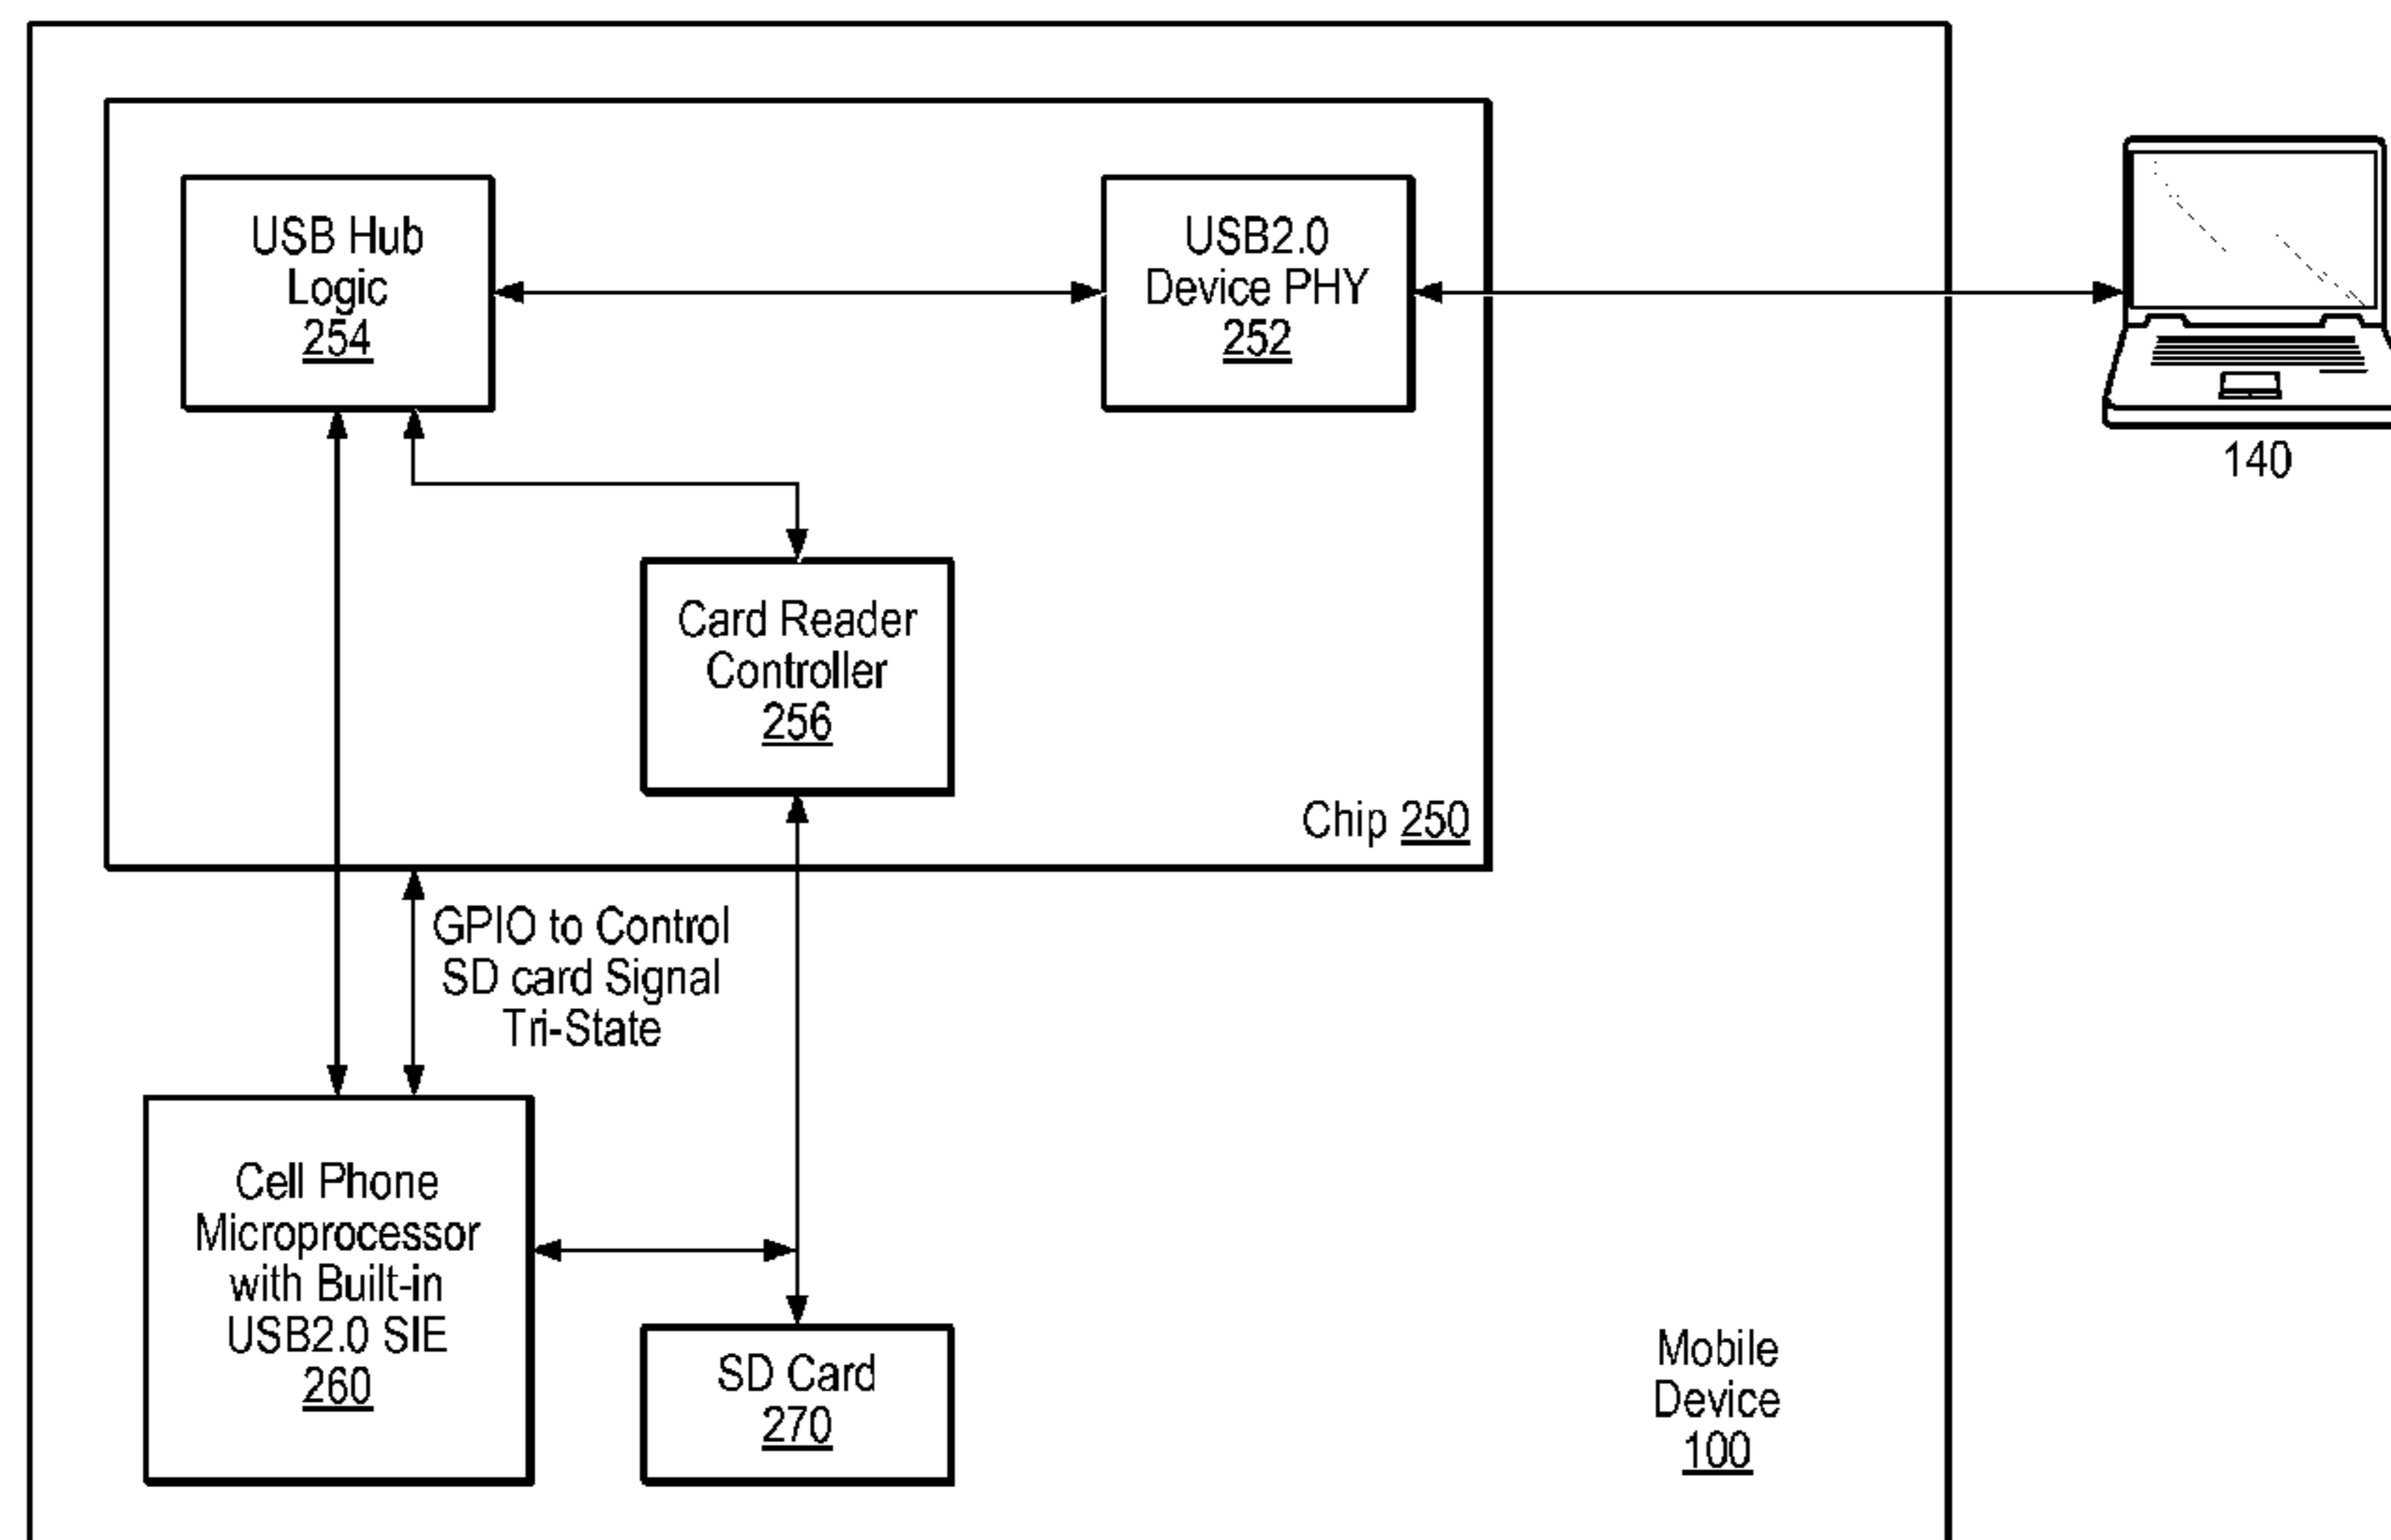 USB Hub
Logic
254
USB2.0
Device PHY
252
140
Card Reader
Controller
256
Chip 250
GPIO to Control
SD card Signal
Tri-State
Cell Phone
Microprocessor
with Built-in
USB2.0 SIE
260
SD Card
270
Mobile
Device
100